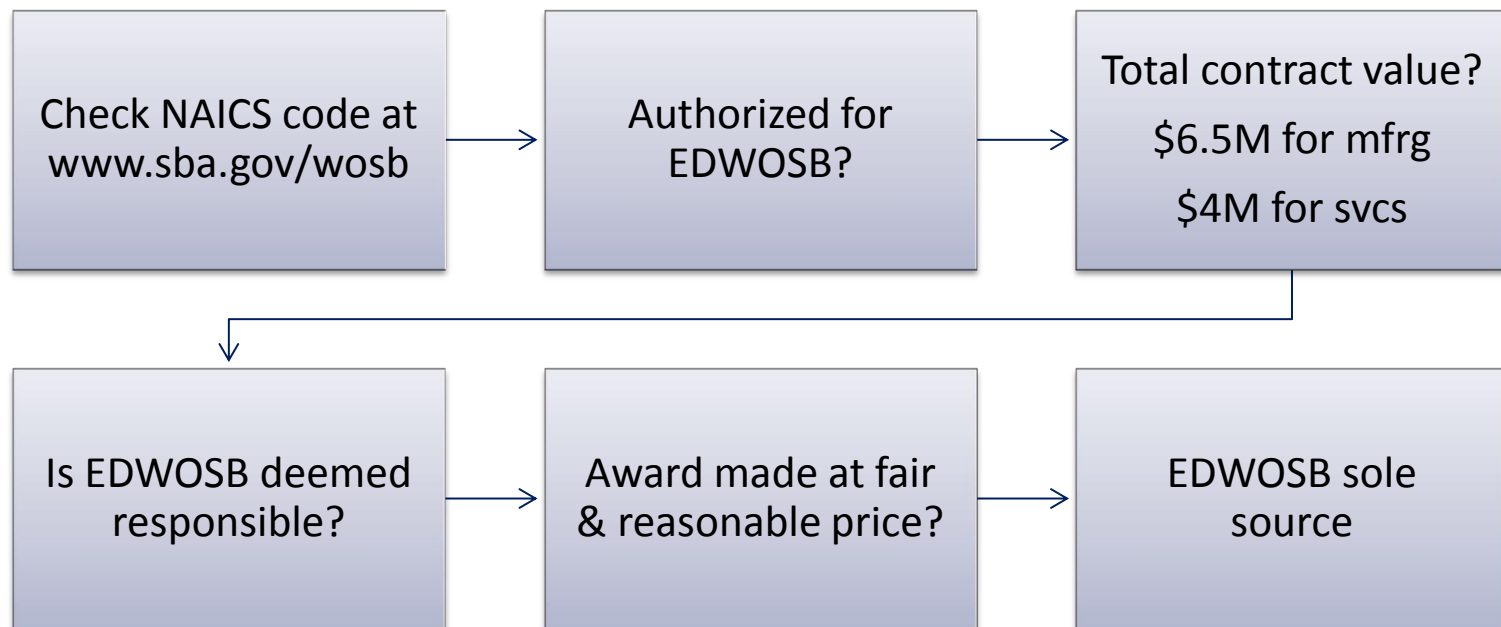 Check NAICS code at
www.sba.gov/wosb
Authorized for
EDWOSB?
Total contract value?
$6.5M for mfrg
$4M for svcs
Is EDWOSB deemed
responsible?
Award made at fair
& reasonable price?
EDWOSB sole
source